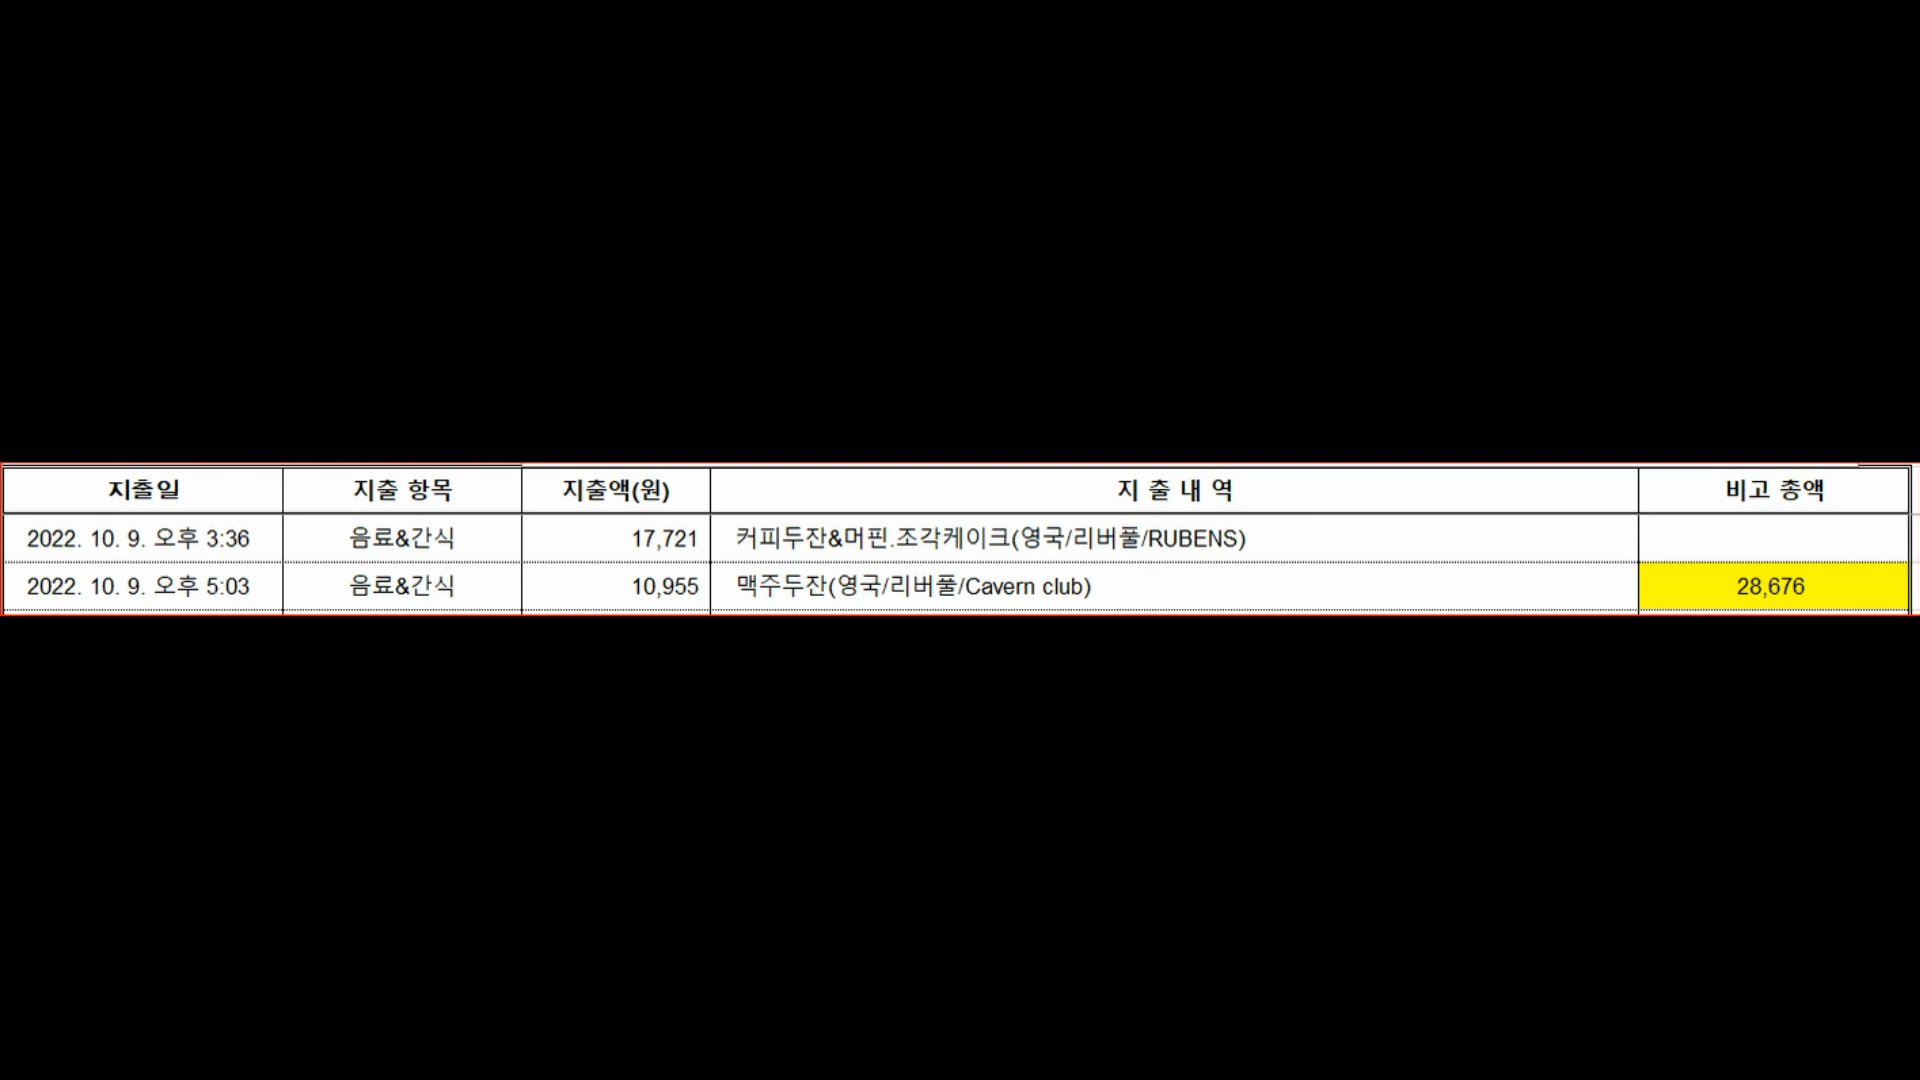 지출일 지출 항목 지출액(원) 지 출 내 역 비고 총액
2022. 10. 9. 오후 3:36 음료&간식 17,721 커피두잔&머핀.조각케이크(영국/리버풀/RUBENS)
2022. 10. 9. 오후 5:03 음료&간식 10,955 맥주두잔(영국/리버풀/Cavern club) 28,676